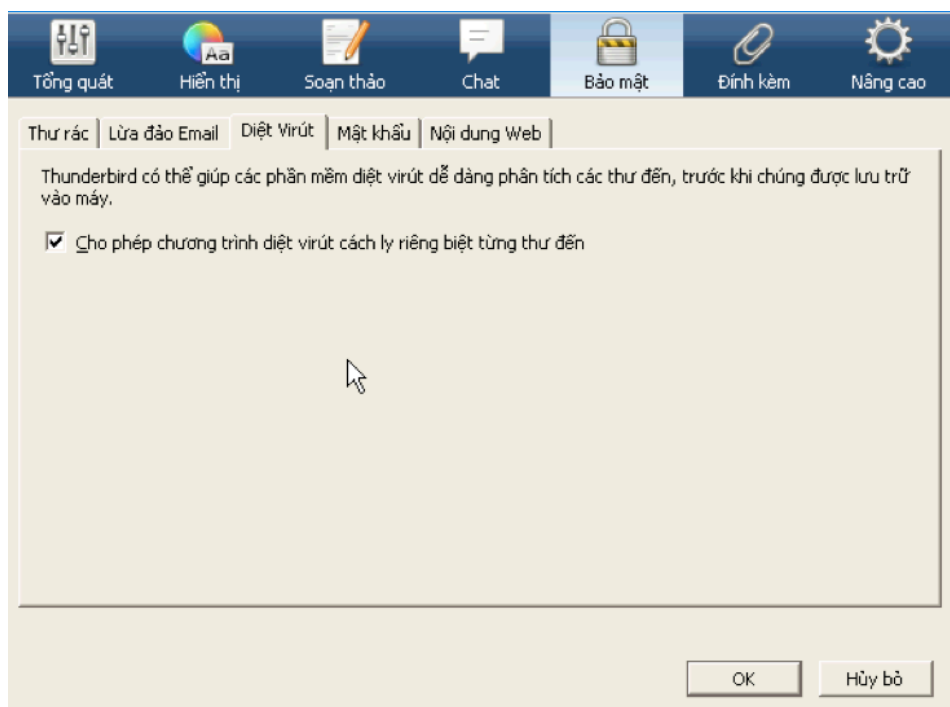 Aa
Tổng quát Hiển thị Soạn thảo Chat Bảo mật Đính kèm Nâng cao
Thư rác Lừa đảo Email Diệt Virút Mật khẩu Nội dung Web
Thunderbird có thể giúp các phần mềm diệt virút dễ dàng phân tích các thư đến, trước khi chúng được lưu trữ
vào máy.
Cho phép chương trình diệt virút cách ly riêng biệt từng thư đến
OK Hủy bỏ